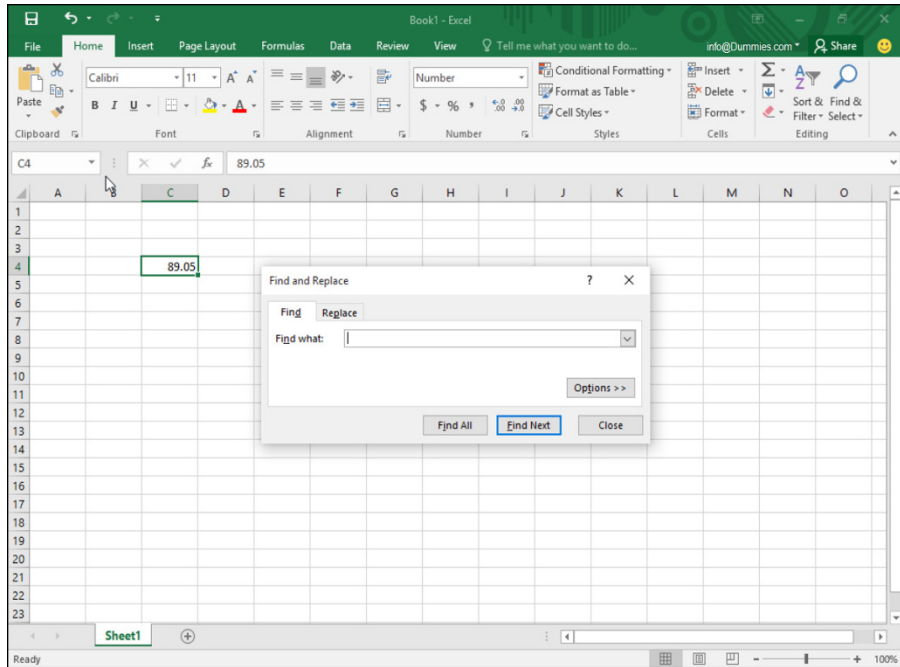 Book1 - Excel
File Home Insert Page Layout Formulas Data Review View Tell me what you want to do... info@Dummies.com Share
Calibri 11 A A Number Conditional Formatting Insert Σ A Z
Paste B I U A $ % , .00 .0 Format as Table Delete Sort & Find &
Cell Styles Format Filter Select
Clipboard Font Alignment Number Styles Cells Editing
C4 fx 89.05
A B C D E F G H I J K L M N O
1
2
3
4 89.05
5
6
7
8
9
10
11
12
13
14
15
16
17
18
19
20
21
22
23
Find and Replace ?
Find Replace
Find what:
Options >>
Find All Find Next Close
Sheet1
Ready 100%